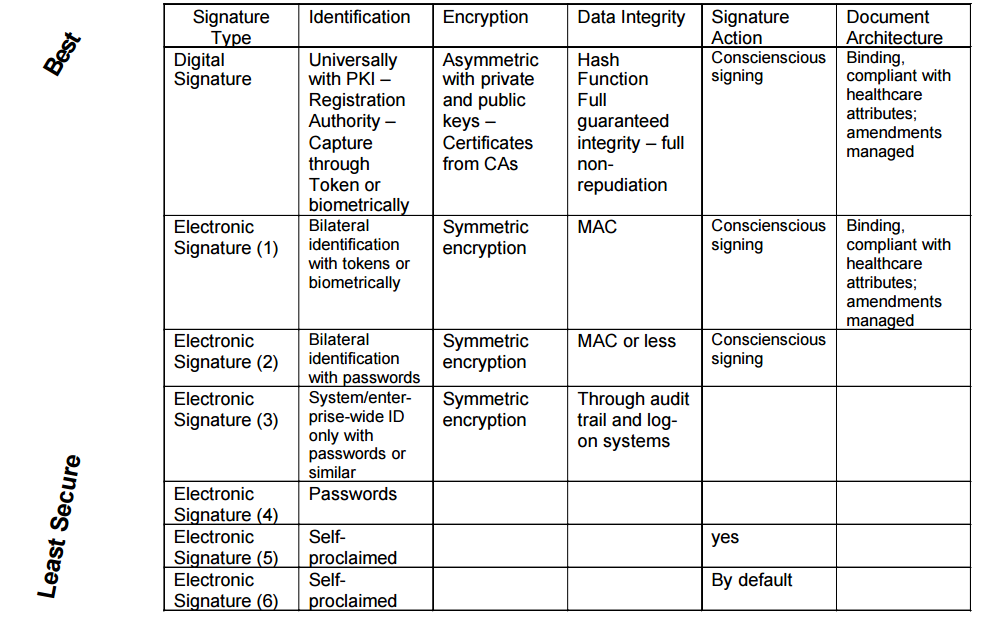 Best
Least Secure
Signature
Type
Identification
Encryption
Data Integrity
Signature
Action
Document
Architecture
Digital
Signature
Universally
with PKI –
Registration
Authority –
Capture
through
Token or
biometrically
Asymmetric
with private
and public
keys –
Certificates
from CAs
Hash
Function
Full
guaranteed
integrity – full
non-
repudiation
Conscienscious
signing
Binding,
compliant with
healthcare
attributes;
amendments
managed
Electronic
Signature (1)
Bilateral
identification
with tokens or
biometrically
Symmetric
encryption
MAC
Conscienscious
signing
Binding,
compliant with
healthcare
attributes;
amendments
managed
Electronic
Signature (2)
Bilateral
identification
with passwords
Symmetric
encryption
MAC or less
Conscienscious
signing
Electronic
Signature (3)
System/enter-
prise-wide ID
only with
passwords or
similar
Symmetric
encryption
Through audit
trail and log-
on systems
Electronic
Signature (4)
Passwords
Electronic
Signature (5)
Self-
proclaimed
yes
Electronic
Signature (6)
Self-
proclaimed
By default